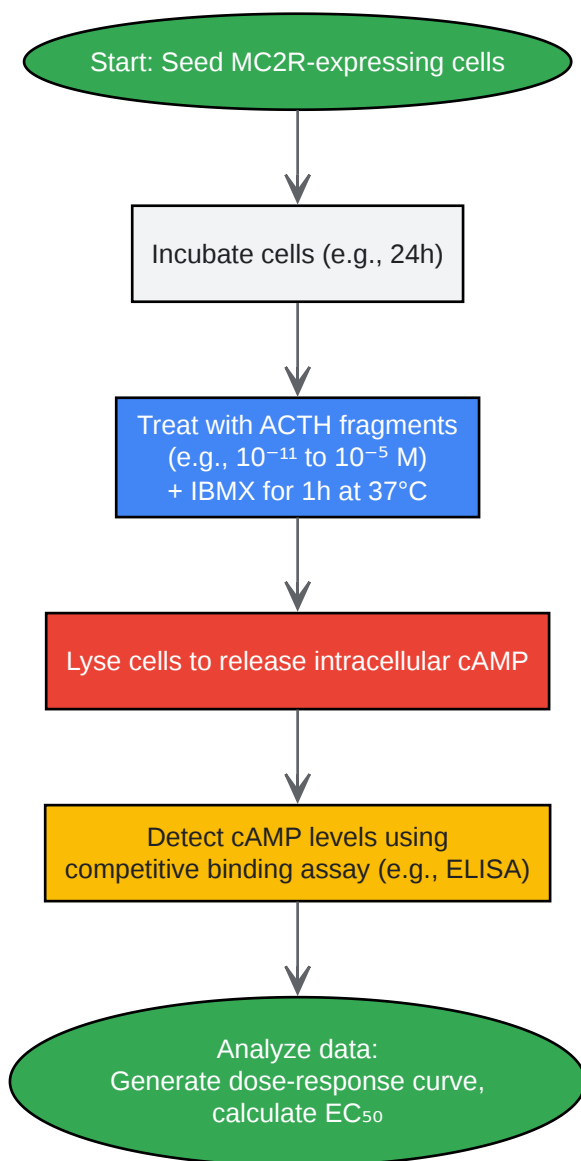 Start: Seed MC2R-expressing cells
Incubate cells (e.g., 24h)
Treat with ACTH fragments
(e.g., 10⁻¹¹ to 10⁻⁵ M)
+ IBMX for 1h at 37°C
Lyse cells to release intracellular cAMP
Detect cAMP levels using
competitive binding assay (e.g., ELISA)
Analyze data:
Generate dose-response curve,
calculate EC₅₀